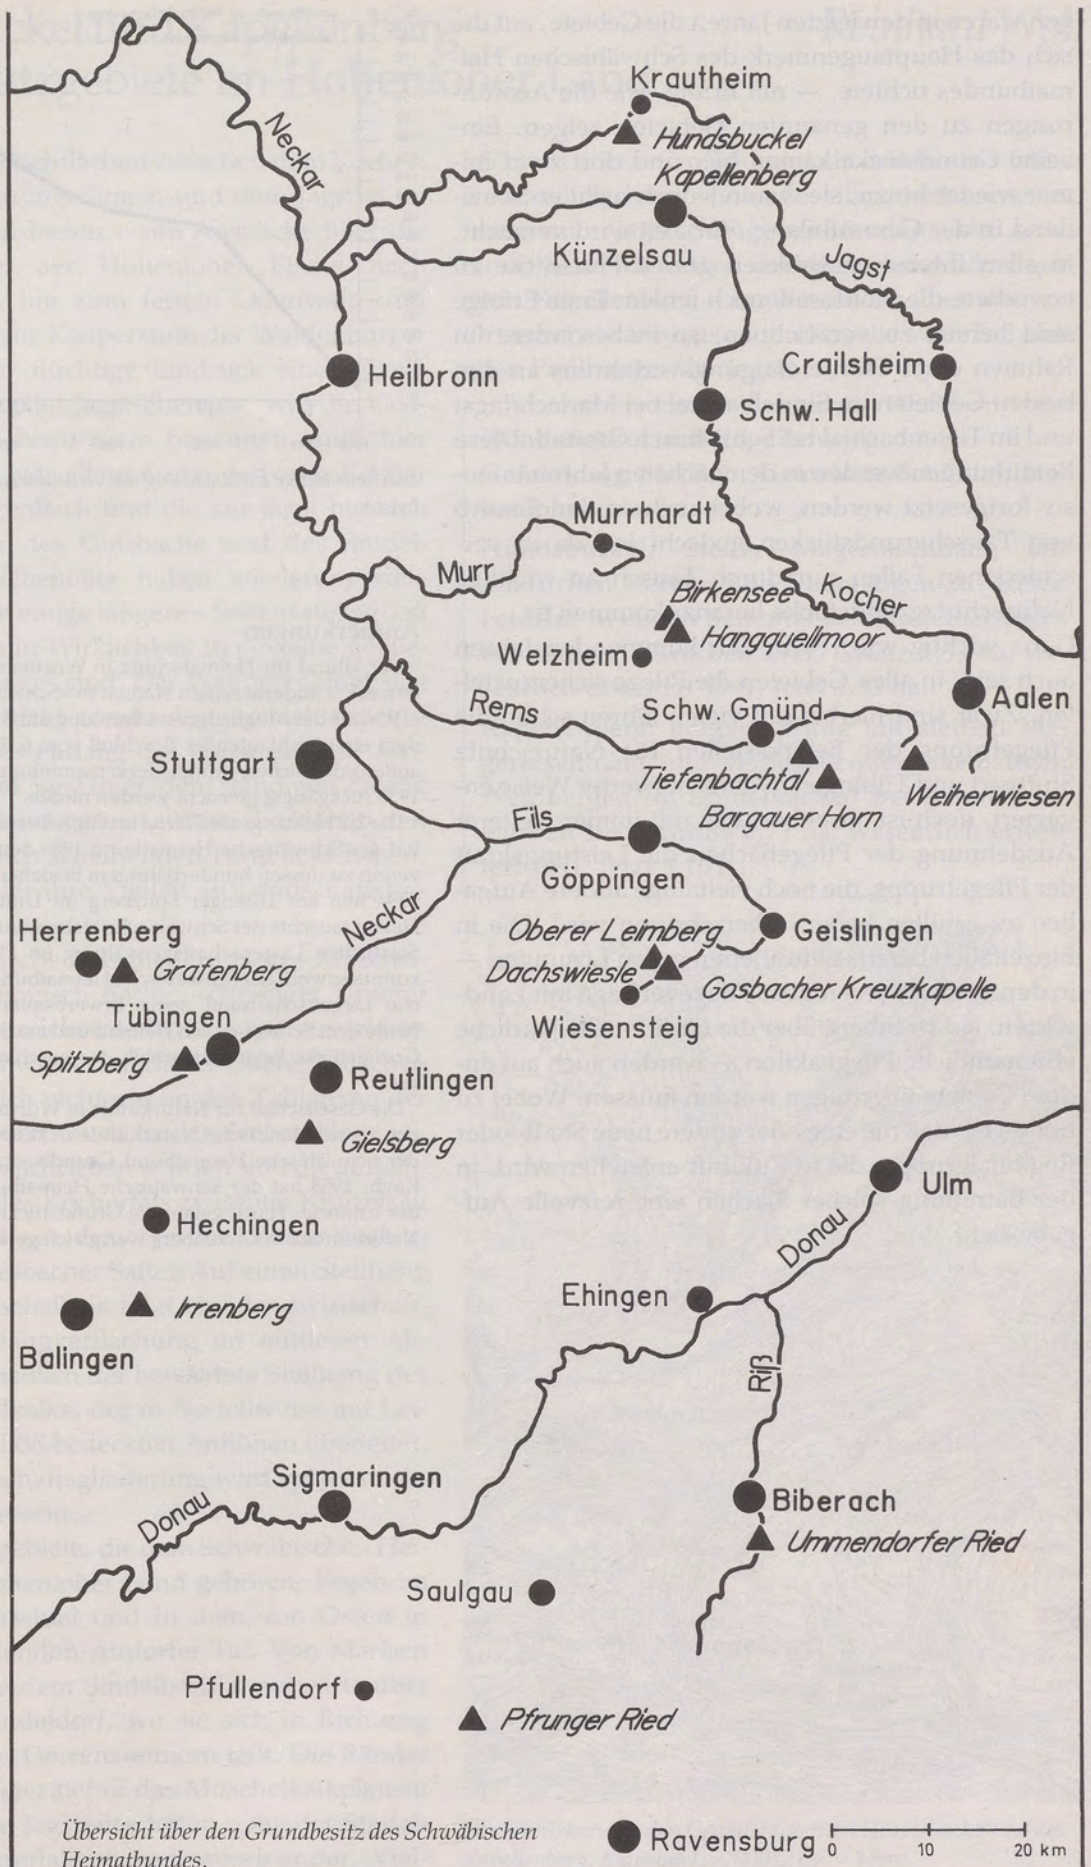 Krautheim
Neckar
Hundsbuckel
Kapellenberg
Künzelsau
Jagst
Crailsheim
Heilbronn
Schw. Hall
Murrhardt
Murr
Birkensee
Kocher
Hangquellmoor
Welzheim
Aalen
Rems
Schw. Gmünd
Stuttgart
Tiefenbachtal
Weiherwiesen
Fils
Bargauer Horn
Göppingen
Neckar
Herrenberg
Oberer Leimberg
Geislingen
Grafenberg
Dachswiesle
Gosbacher Kreuzkapelle
Tübingen
Wiesensteig
Spitzberg
Reutlingen
Gielsberg
Ulm
Hechingen
Donau
Ehingen
Irrenberg
Balingen
Riß
Sigmaringen
Biberach
Donau
Ummendorfer Ried
Saulgau
Pfullendorf
Pfrunger Ried
Übersicht über den Grundbesitz des Schwäbischen
Heimatbundes.
Ravensburg
0 10 20 km